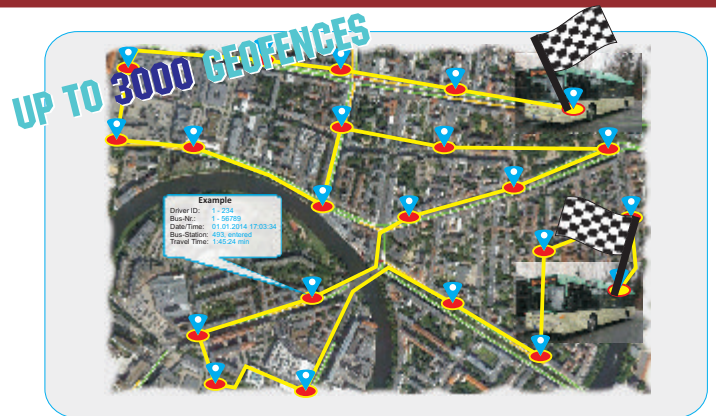 UP TO 3000 GEOFENCES
Example
Driver ID: 1 - 234
Bus-Nr.: 1 - 56789
Date/Time: 01.01.2014 17:03:34
Bus-Station: 493, entered
Travel Time: 1:45:24 min